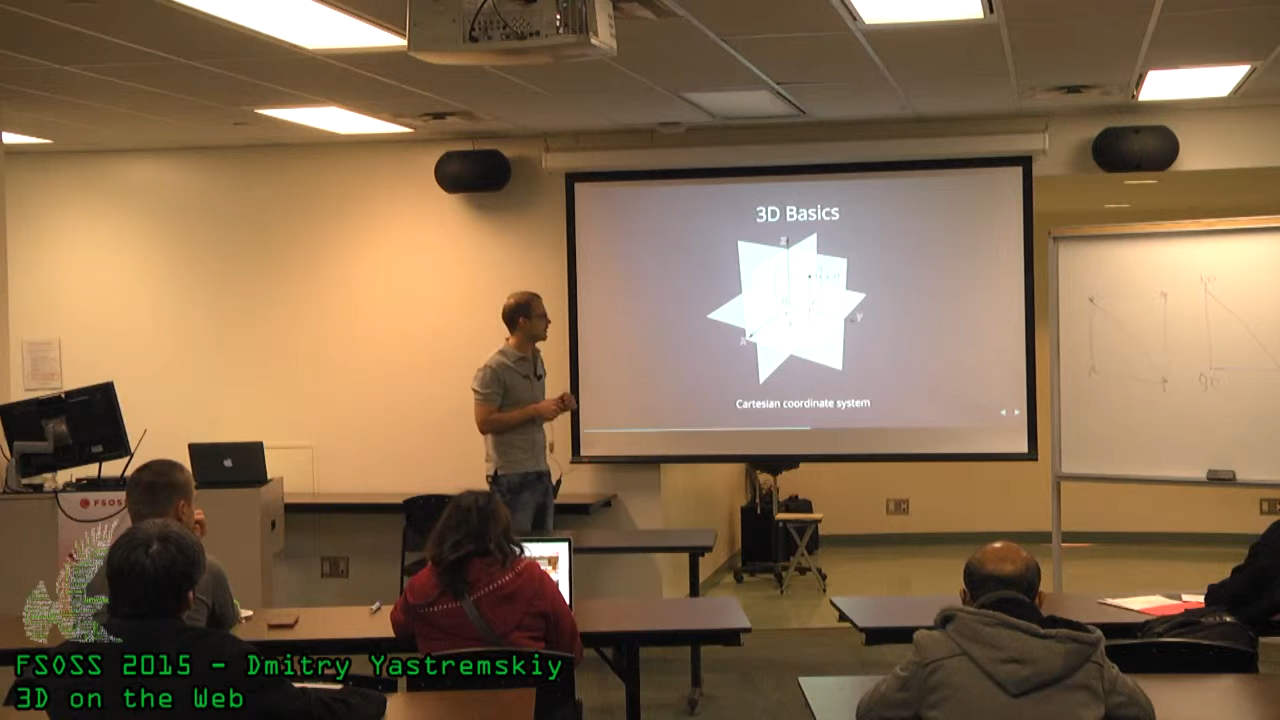 3D Basics
Z
X
Y
Cartesian coordinate system
FSOSS
FSOSS 2015 - Dmitry Yastremskiy
3D on the Web